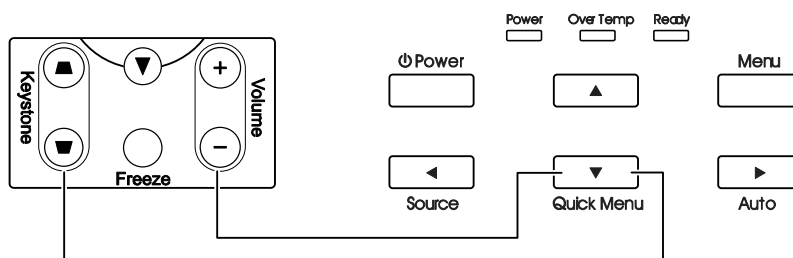 Power Over Temp Ready
⏻ Power Menu
Keystone
+
Volume
−
Freeze
Source Quick Menu Auto